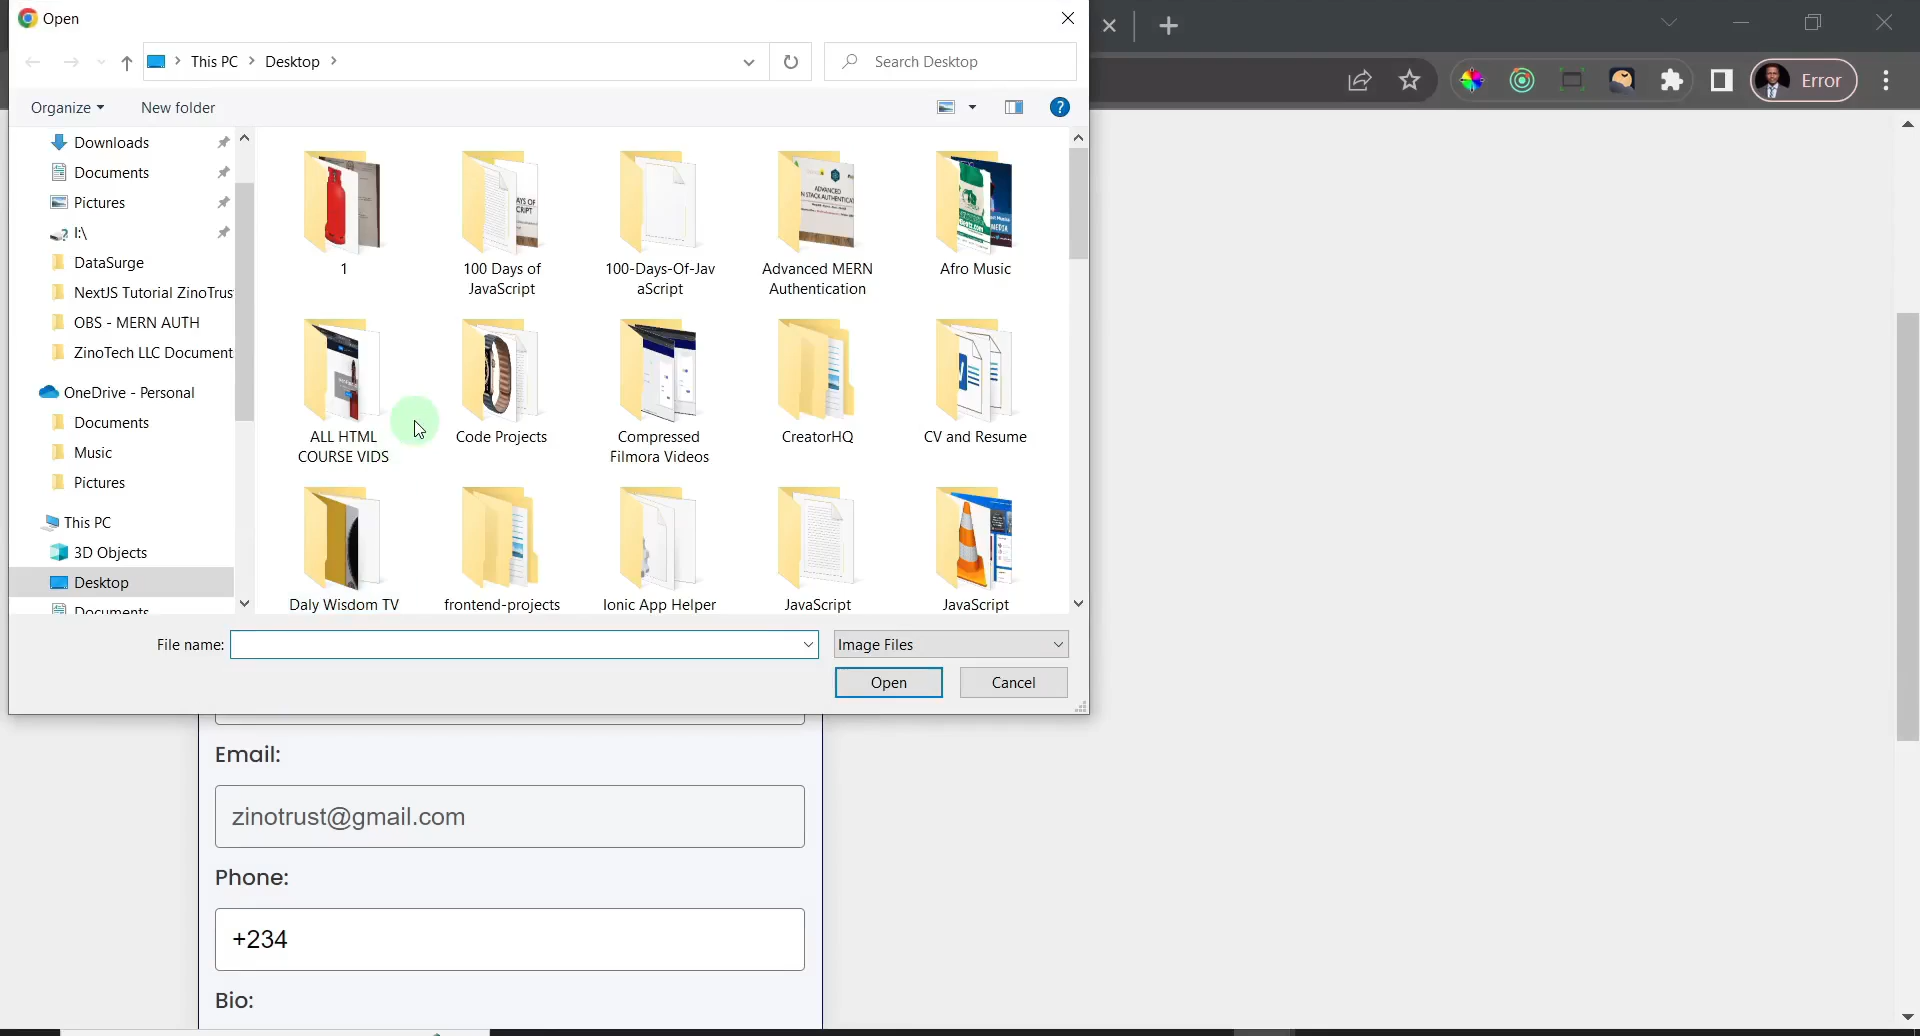 Open
This PC
Desktop
Search Desktop
Error
Organize
New folder
Downloads
Documents
Pictures
I:\
DataSurge
NextJS Tutorial ZinoTrus
OBS - MERN AUTH
ZinoTech LLC Document
OneDrive - Personal
Documents
Music
Pictures
This PC
3D Objects
Desktop
Documents
1
100 Days of
JavaScript
100-Days-Of-Jav
aScript
Advanced MERN
Authentication
Afro Music
ALL HTML
COURSE VIDS
Code Projects
Compressed
Filmora Videos
CreatorHQ
CV and Resume
Daly Wisdom TV
frontend-projects
Ionic App Helper
JavaScript
JavaScript
File name:
Image Files
Open
Cancel
Email:
zinotrust@gmail.com
Phone:
+234
Bio: